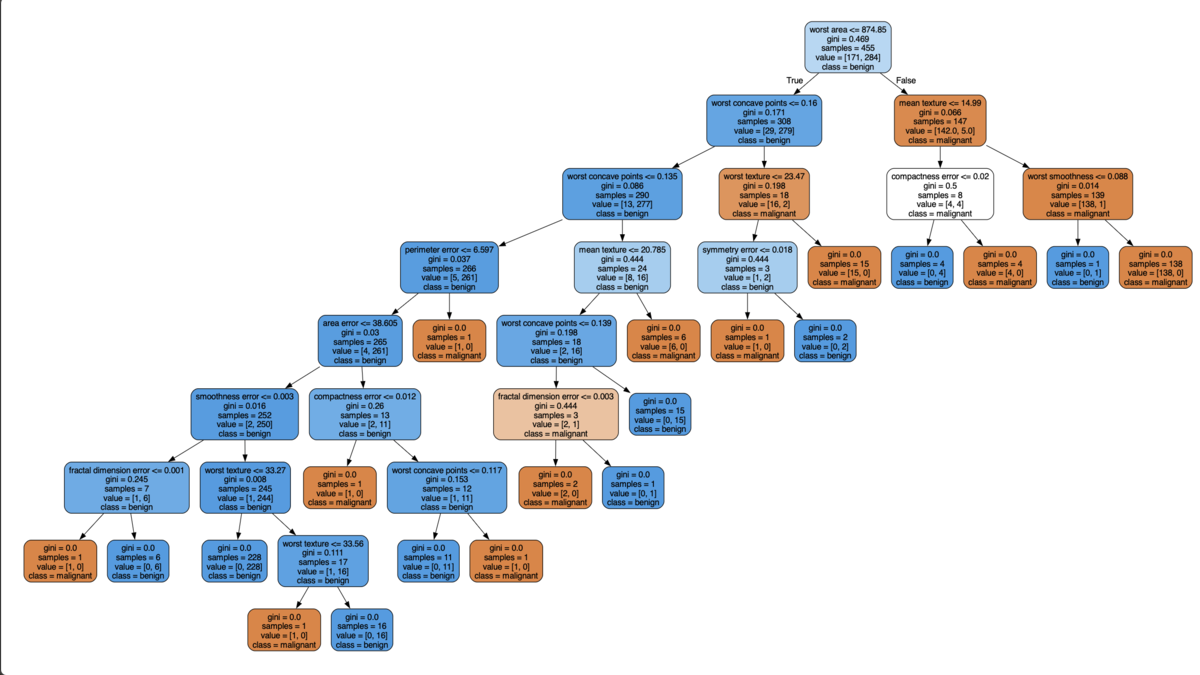 worst area <= 874.85
gini = 0.469
samples = 455
value = [171, 284]
class = benign
True
False
worst concave points <= 0.16
gini = 0.171
samples = 308
value = [29, 279]
class = benign
mean texture <= 14.99
gini = 0.066
samples = 147
value = [142.0, 5.0]
class = malignant
worst concave points <= 0.135
gini = 0.086
samples = 290
value = [13, 277]
class = benign
worst texture <= 23.47
gini = 0.198
samples = 18
value = [16, 2]
class = malignant
compactness error <= 0.02
gini = 0.5
samples = 8
value = [4, 4]
class = malignant
worst smoothness <= 0.088
gini = 0.014
samples = 139
value = [138, 1]
class = malignant
perimeter error <= 6.597
gini = 0.037
samples = 266
value = [5, 261]
class = benign
mean texture <= 20.785
gini = 0.444
samples = 24
value = [8, 16]
class = benign
symmetry error <= 0.018
gini = 0.444
samples = 3
value = [1, 2]
class = benign
gini = 0.0
samples = 15
value = [15, 0]
class = malignant
gini = 0.0
samples = 4
value = [0, 4]
class = benign
gini = 0.0
samples = 4
value = [4, 0]
class = malignant
gini = 0.0
samples = 1
value = [0, 1]
class = benign
gini = 0.0
samples = 138
value = [138, 0]
class = malignant
area error <= 38.605
gini = 0.03
samples = 265
value = [4, 261]
class = benign
gini = 0.0
samples = 1
value = [1, 0]
class = malignant
worst concave points <= 0.139
gini = 0.198
samples = 18
value = [2, 16]
class = benign
gini = 0.0
samples = 6
value = [6, 0]
class = malignant
gini = 0.0
samples = 1
value = [1, 0]
class = malignant
gini = 0.0
samples = 2
value = [0, 2]
class = benign
smoothness error <= 0.003
gini = 0.016
samples = 252
value = [2, 250]
class = benign
compactness error <= 0.012
gini = 0.26
samples = 13
value = [2, 11]
class = benign
fractal dimension error <= 0.003
gini = 0.444
samples = 3
value = [2, 1]
class = malignant
gini = 0.0
samples = 15
value = [0, 15]
class = benign
fractal dimension error <= 0.001
gini = 0.245
samples = 7
value = [1, 6]
class = benign
worst texture <= 33.27
gini = 0.008
samples = 245
value = [1, 244]
class = benign
gini = 0.0
samples = 1
value = [1, 0]
class = malignant
worst concave points <= 0.117
gini = 0.153
samples = 12
value = [1, 11]
class = benign
gini = 0.0
samples = 2
value = [2, 0]
class = malignant
gini = 0.0
samples = 1
value = [0, 1]
class = benign
gini = 0.0
samples = 1
value = [1, 0]
class = malignant
gini = 0.0
samples = 6
value = [0, 6]
class = benign
gini = 0.0
samples = 228
value = [0, 228]
class = benign
worst texture <= 33.56
gini = 0.111
samples = 17
value = [1, 16]
class = benign
gini = 0.0
samples = 11
value = [0, 11]
class = benign
gini = 0.0
samples = 1
value = [1, 0]
class = malignant
gini = 0.0
samples = 1
value = [1, 0]
class = malignant
gini = 0.0
samples = 16
value = [0, 16]
class = benign